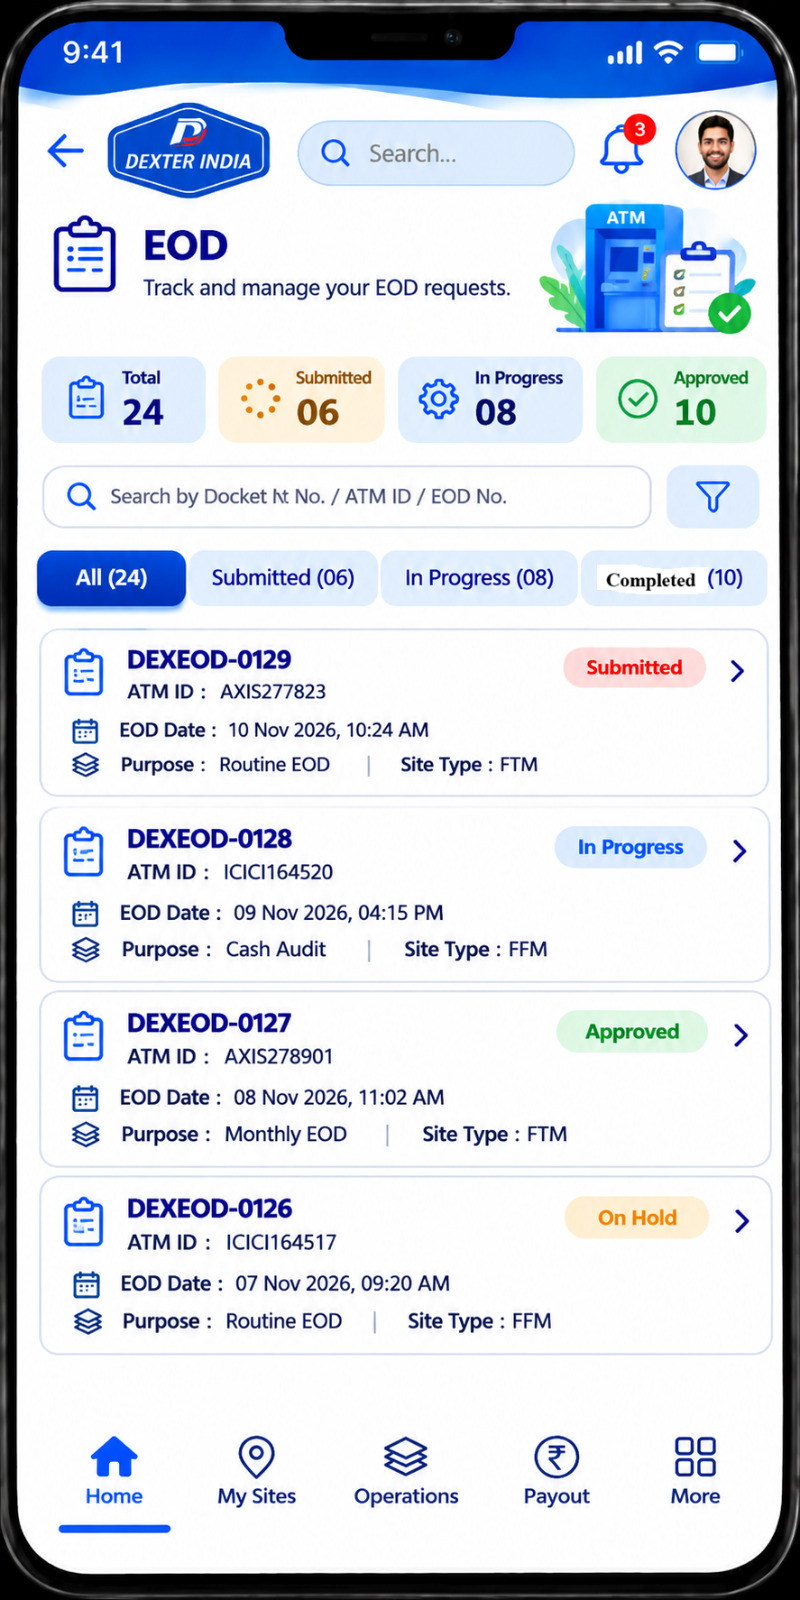 9:41
DEXTER INDIA
Search...
3
EOD
Track and manage your EOD requests.
ATM
Total
24
Submitted
06
In Progress
08
Approved
10
Search by Docket Nt No. / ATM ID / EOD No.
All (24)
Submitted (06)
In Progress (08)
Completed (10)
DEXEOD-0129
Submitted
ATM ID : AXIS277823
EOD Date : 10 Nov 2026, 10:24 AM
Purpose : Routine EOD | Site Type : FTM
DEXEOD-0128
In Progress
ATM ID : ICICI164520
EOD Date : 09 Nov 2026, 04:15 PM
Purpose : Cash Audit | Site Type : FFM
DEXEOD-0127
Approved
ATM ID : AXIS278901
EOD Date : 08 Nov 2026, 11:02 AM
Purpose : Monthly EOD | Site Type : FTM
DEXEOD-0126
On Hold
ATM ID : ICICI164517
EOD Date : 07 Nov 2026, 09:20 AM
Purpose : Routine EOD | Site Type : FFM
Home
My Sites
Operations
₹
Payout
More